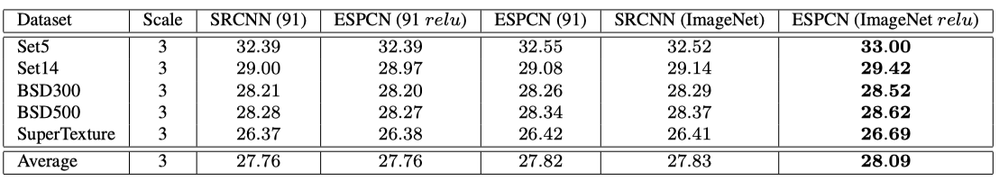 Dataset Scale SRCNN (91) ESPCN (91 relu) ESPCN (91) SRCNN (ImageNet) ESPCN (ImageNet relu)
Set5 3 32.39 32.39 32.55 32.52 33.00
Set14 3 29.00 28.97 29.08 29.14 29.42
BSD300 3 28.21 28.20 28.26 28.29 28.52
BSD500 3 28.28 28.27 28.34 28.37 28.62
SuperTexture 3 26.37 26.38 26.42 26.41 26.69
Average 3 27.76 27.76 27.82 27.83 28.09